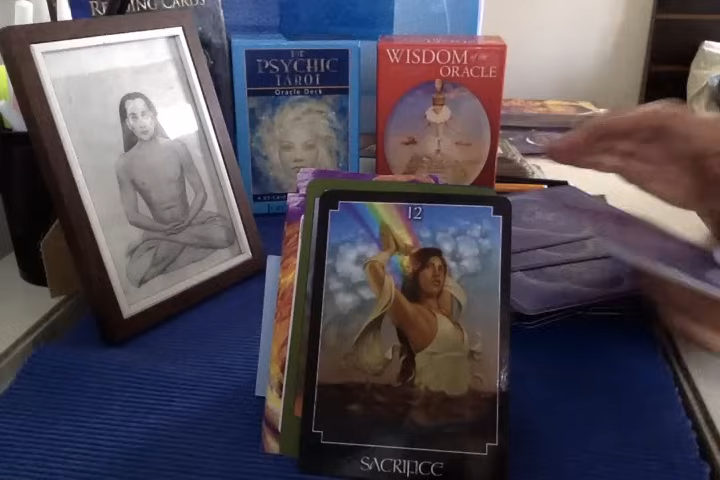 READING CARDS
THE
PSYCHIC
TAROT
Oracle Deck
WISDOM of the
ORACLE
12
SACRIFICE